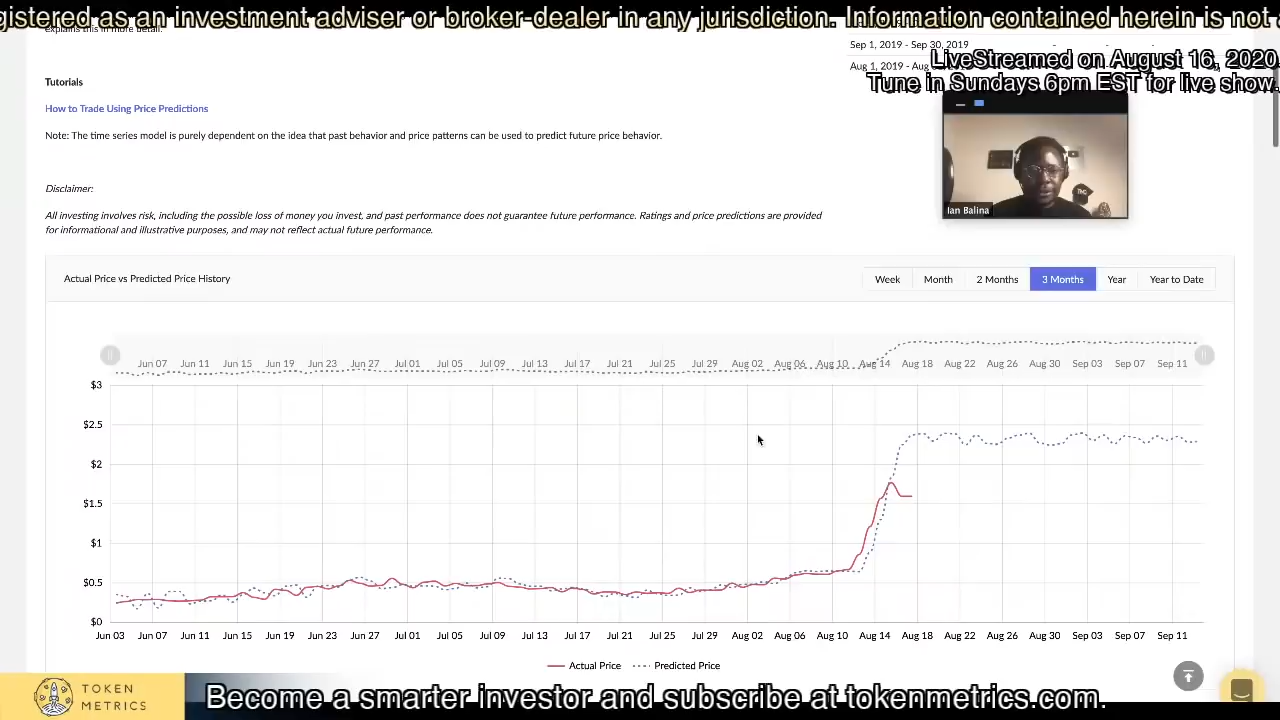 gistered as an investment adviser or broker-dealer in any jurisdiction. Information contained herein is not a
explains this in more detail.
Sep 1, 2019 - Sep 30, 2019
Aug 1, 2019 - Aug
LiveStreamed on August 16, 2020.
Tune in Sundays 6pm EST for live show.
Tutorials
How to Trade Using Price Predictions
Note: The time series model is purely dependent on the idea that past behavior and price patterns can be used to predict future price behavior.
Ian Balina
Disclaimer:
All investing involves risk, including the possible loss of money you invest, and past performance does not guarantee future performance. Ratings and price predictions are provided
for informational and illustrative purposes, and may not reflect actual future performance.
Actual Price vs Predicted Price History
Week Month 2 Months 3 Months Year Year to Date
Jun 07 Jun 11 Jun 15 Jun 19 Jun 23 Jun 27 Jul 01 Jul 05 Jul 09 Jul 13 Jul 17 Jul 21 Jul 25 Jul 29 Aug 02 Aug 06 Aug 10 Aug 14 Aug 18 Aug 22 Aug 26 Aug 30 Sep 03 Sep 07 Sep 11
$3
$2.5
$2
$1.5
$1
$0.5
$0
Jun 03 Jun 07 Jun 11 Jun 15 Jun 19 Jun 23 Jun 27 Jul 01 Jul 05 Jul 09 Jul 13 Jul 17 Jul 21 Jul 25 Jul 29 Aug 02 Aug 06 Aug 10 Aug 14 Aug 18 Aug 22 Aug 26 Aug 30 Sep 03 Sep 07 Sep 11
Actual Price Predicted Price
TOKEN
METRICS
Become a smarter investor and subscribe at tokenmetrics.com.